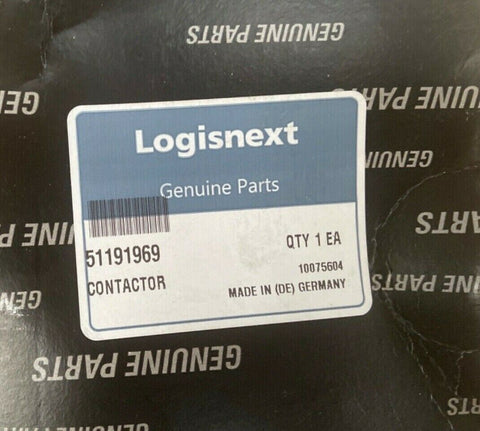 GENUINE PARTS
GENUINE PARTS
GENUINE
Logisnext
Genuine Parts
51191969
QTY 1 EA
10075604
CONTACTOR
MADE IN (DE) GERMANY
GENUINE PARTS